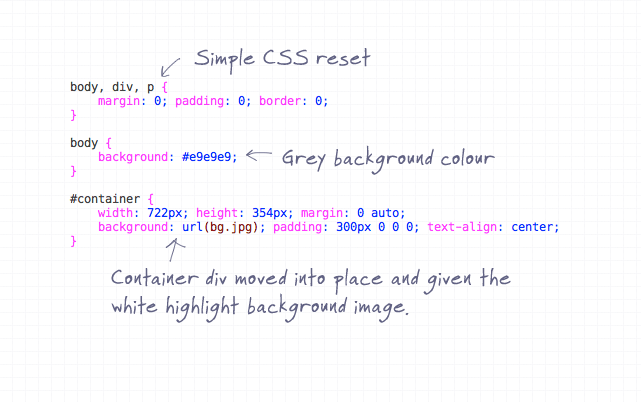 Simple CSS reset
body, div, p {
margin: 0; padding: 0; border: 0;
}
body {
background: #e9e9e9;
Grey background colour
}
#container {
width: 722px; height: 354px; margin: 0 auto;
background: url(bg.jpg); padding: 300px 0 0 0; text-align: center;
}
Container div moved into place and given the
white highlight background image.